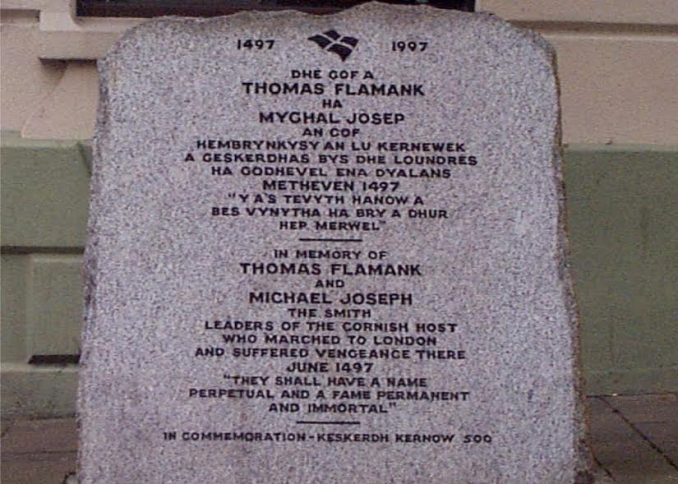 1497 1997
DHE GOF A
THOMAS FLAMANK
HA
MYGHAL JOSEP
AN GOF
HEMBRYNKYSY AN LU KERNEWEK
A GESKERDHAS BYS DHE LOUNDRES
HA GODHEVEL ENA DYALANS
METHEVEN 1497
"Y A'S TEVYTH HANOW A
BES VYNYTHA HA BRY A DHUR
HEP MERWEL"
IN MEMORY OF
THOMAS FLAMANK
AND
MICHAEL JOSEPH
THE SMITH
LEADERS OF THE CORNISH HOST
WHO MARCHED TO LONDON
AND SUFFERED VENGEANCE THERE
JUNE 1497
"THEY SHALL HAVE A NAME
PERPETUAL AND A FAME PERMANENT
AND IMMORTAL"
IN COMMEMORATION - KESKERDH KERNOW 500